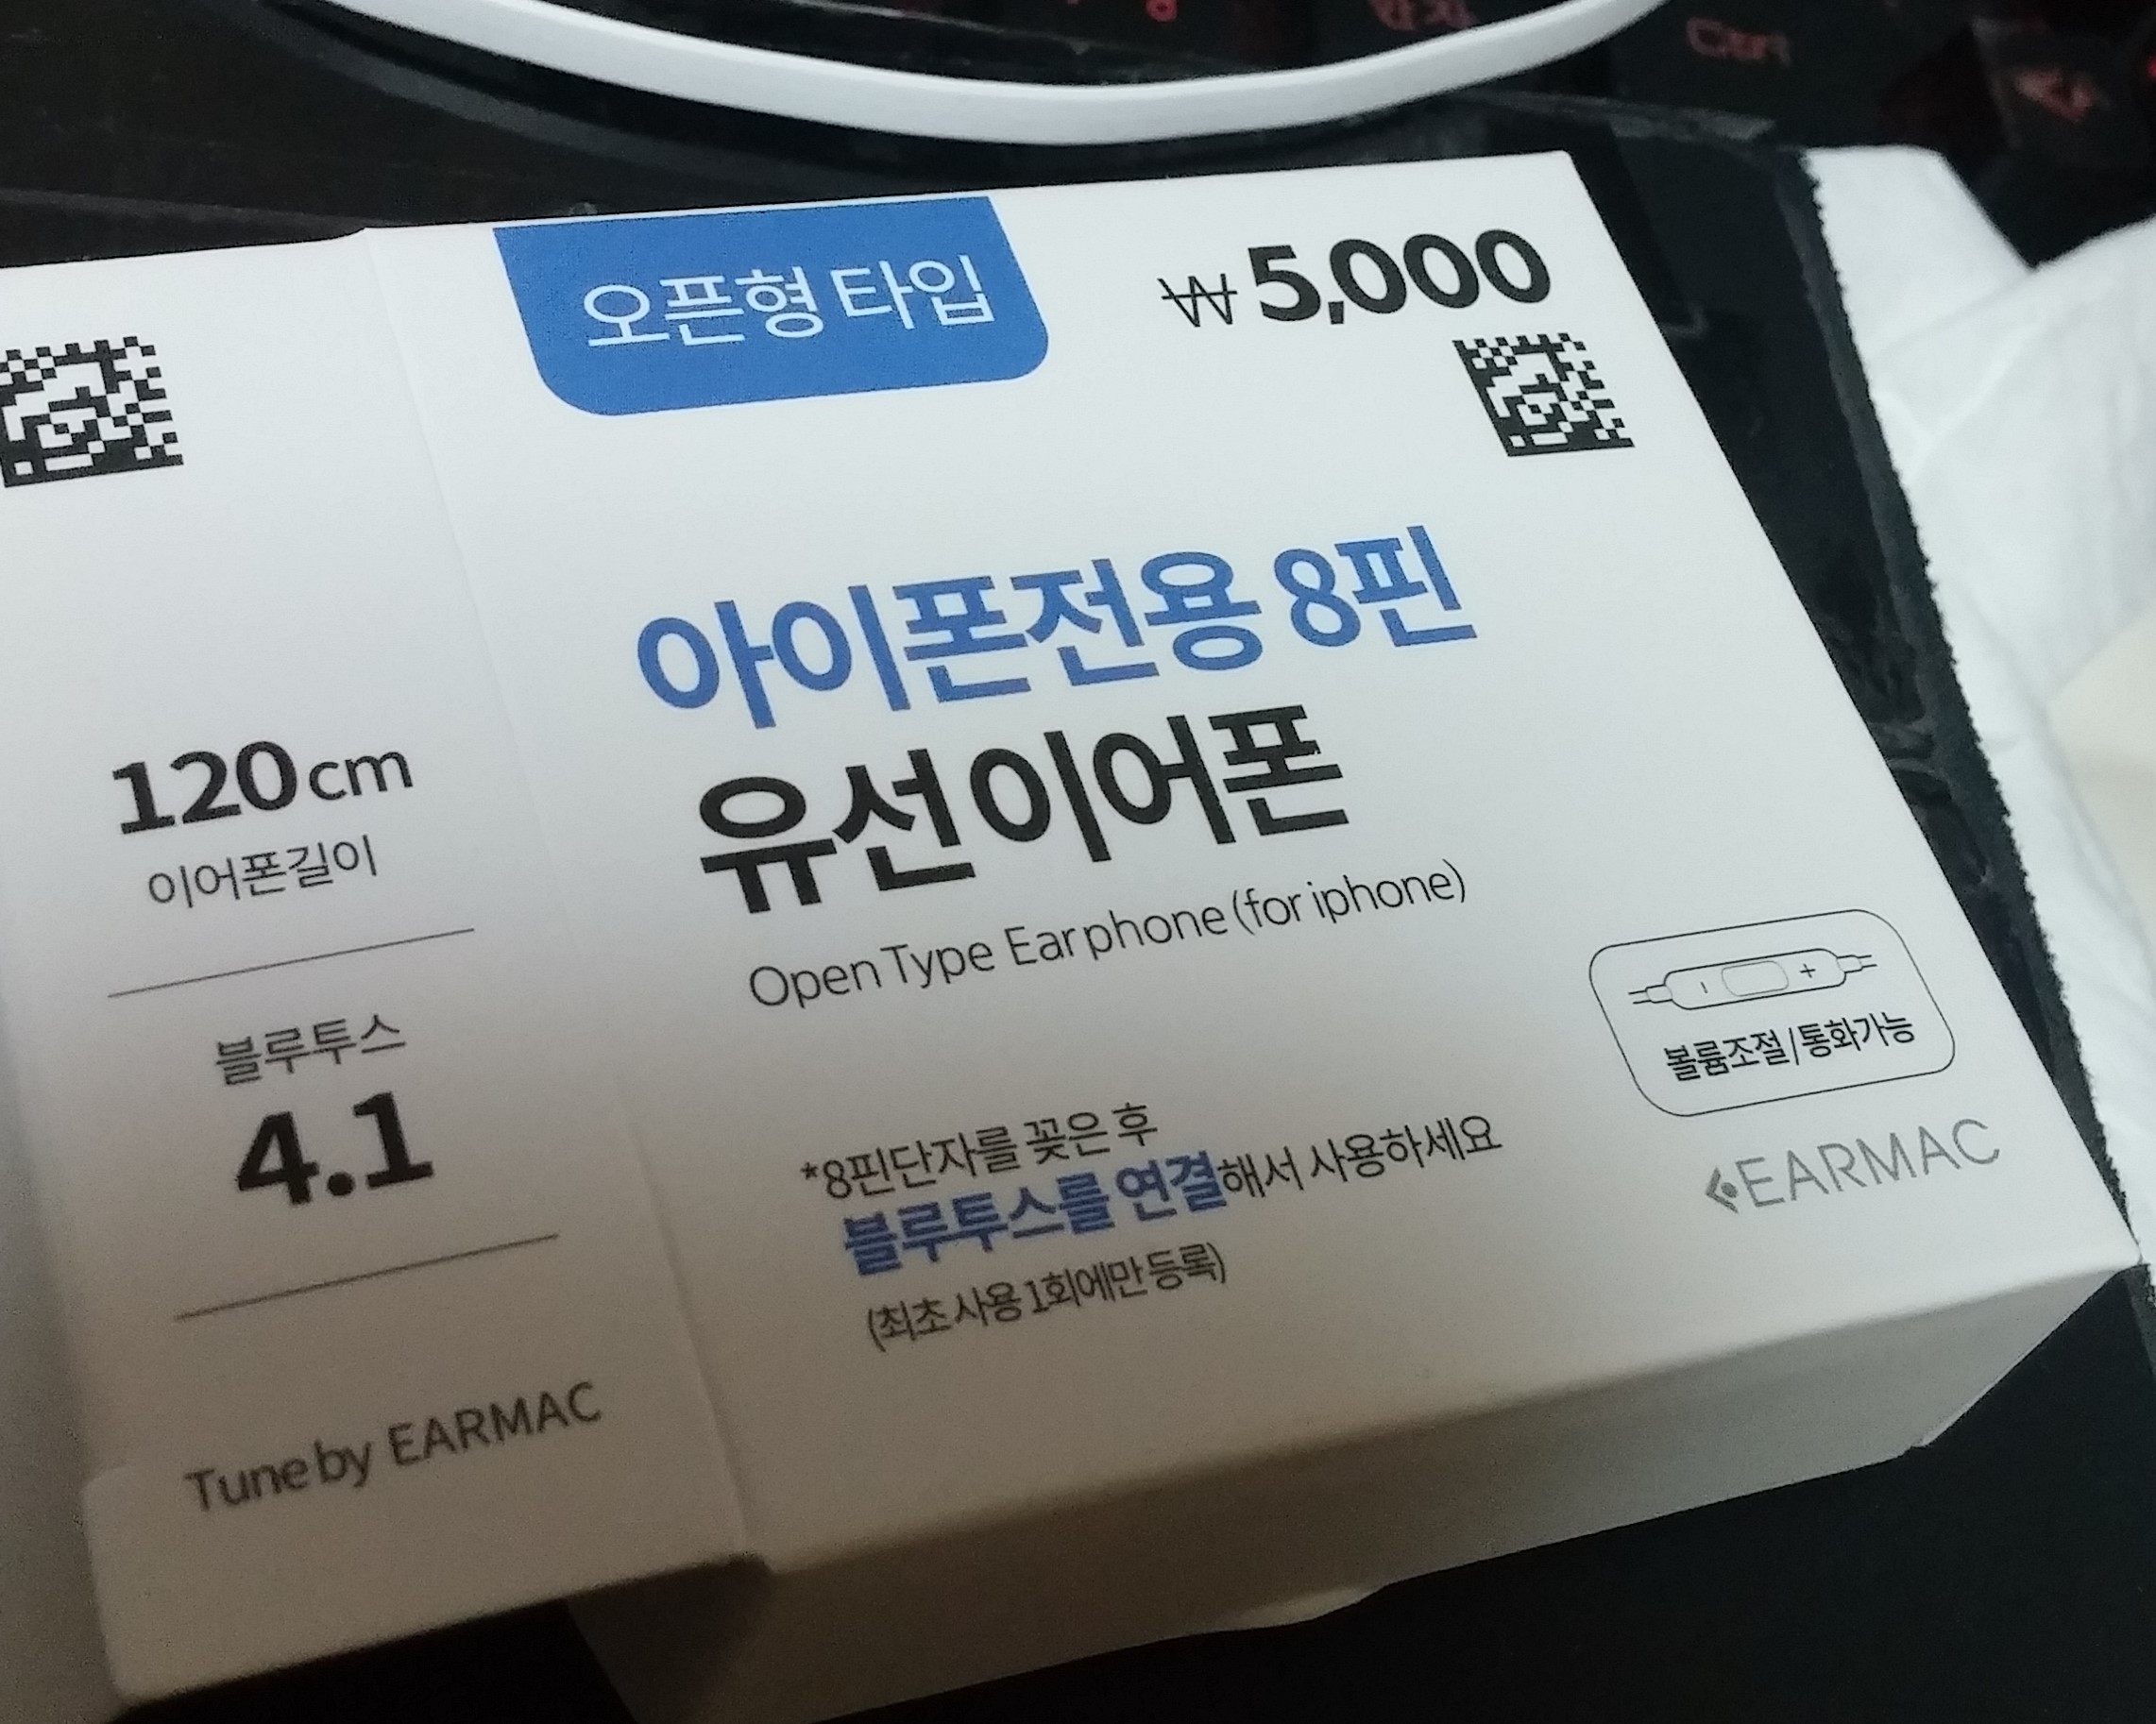 오픈형 타입
₩5,000
아이폰전용 8핀
유선이어폰
Open Type Earphone (for iphone)
*8핀단자를 꽂은 후
블루투스를 연결해서 사용하세요
(최초 사용 1회에만 등록)
- +
볼륨조절/통화가능
EARMAC
120cm
이어폰길이
블루투스
4.1
Tune by EARMAC
한자
Ctrl